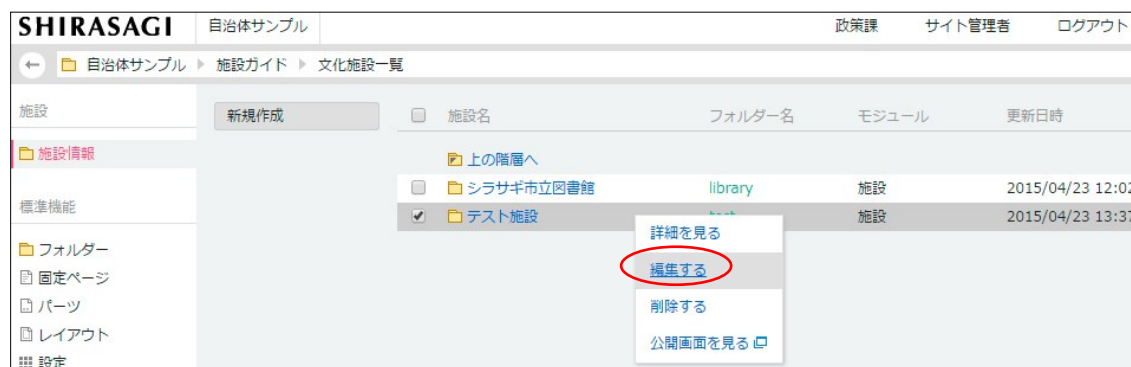 SHIRASAGI 自治体サンプル 政策課 サイト管理者 ログアウト
自治体サンプル 施設ガイド 文化施設一覧
施設
新規作成
施設名 フォルダー名 モジュール 更新日時
施設情報
上の階層へ
シラサギ市立図書館 library 施設 2015/04/23 12:02
標準機能
テスト施設 施設 2015/04/23 13:37
詳細を見る
フォルダー
編集する
固定ページ
パーツ
削除する
レイアウト
公開画面を見る
設定